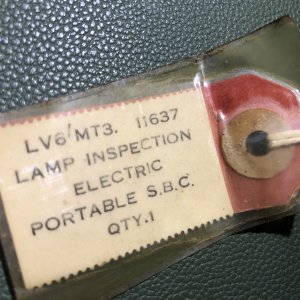 LV6/MT3. 11637
LAMP INSPECTION
ELECTRIC
PORTABLE S.B.C.
QTY.1